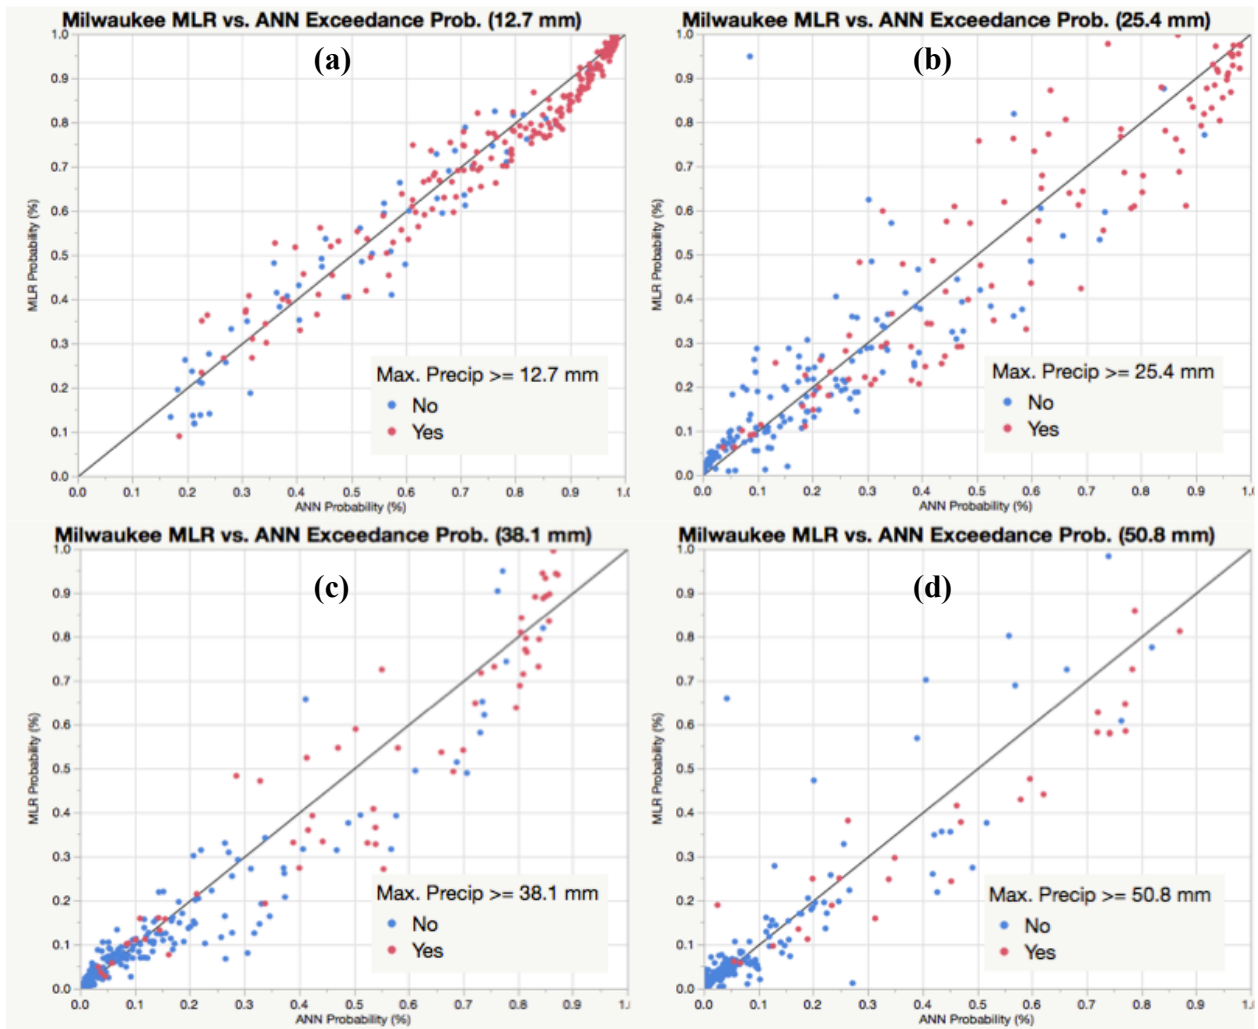 Milwaukee MLR vs. ANN Exceedance Prob. (12.7 mm)
(a)
MLR Probability (%)
1.0
0.9
0.8
0.7
0.6
0.5
0.4
0.3
0.2
0.1
0.0
Max. Precip >= 12.7 mm
No
Yes
0.0 0.1 0.2 0.3 0.4 0.5 0.6 0.7 0.8 0.9 1.0
ANN Probability (%)
Milwaukee MLR vs. ANN Exceedance Prob. (25.4 mm)
(b)
MLR Probability (%)
1.0
0.9
0.8
0.7
0.6
0.5
0.4
0.3
0.2
0.1
0.0
Max. Precip >= 25.4 mm
No
Yes
0.0 0.1 0.2 0.3 0.4 0.5 0.6 0.7 0.8 0.9 1.0
ANN Probability (%)
Milwaukee MLR vs. ANN Exceedance Prob. (38.1 mm)
(c)
MLR Probability (%)
1.0
0.9
0.8
0.7
0.6
0.5
0.4
0.3
0.2
0.1
0.0
Max. Precip >= 38.1 mm
No
Yes
0.0 0.1 0.2 0.3 0.4 0.5 0.6 0.7 0.8 0.9 1.0
ANN Probability (%)
Milwaukee MLR vs. ANN Exceedance Prob. (50.8 mm)
(d)
MLR Probability (%)
1.0
0.9
0.8
0.7
0.6
0.5
0.4
0.3
0.2
0.1
0.0
Max. Precip >= 50.8 mm
No
Yes
0.0 0.1 0.2 0.3 0.4 0.5 0.6 0.7 0.8 0.9 1.0
ANN Probability (%)